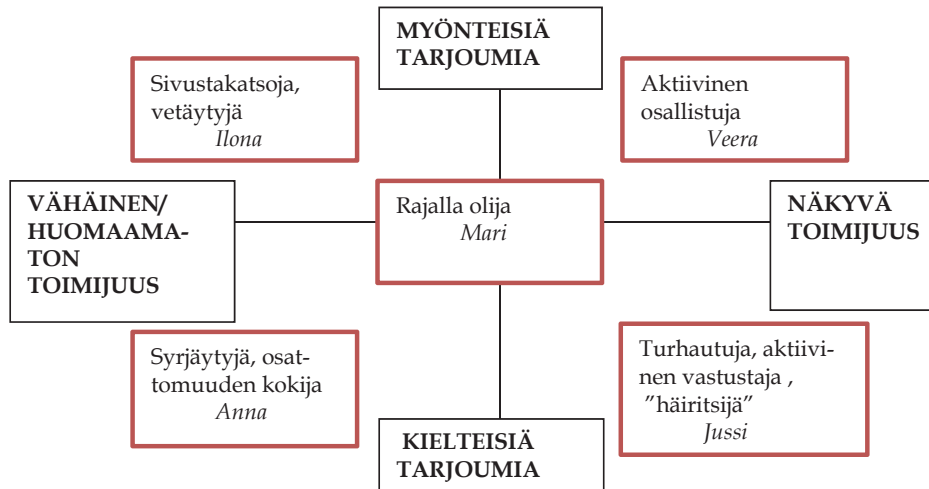 MYÖNTEISIÄ
TARJOUMIA
Sivustakatsoja,
vetäytyjä
Ilona
Aktiivinen
osallistuja
Veera
VÄHÄINEN/
HUOMAAMA-
TON
TOIMIJUUS
Rajalla olija
Mari
NÄKYVÄ
TOIMIJUUS
Syrjäytyjä, osat-
tomuuden kokija
Anna
Turhautuja, aktiivi-
nen vastustaja ,
”häiritsijä”
Jussi
KIELTEISIÄ
TARJOUMIA